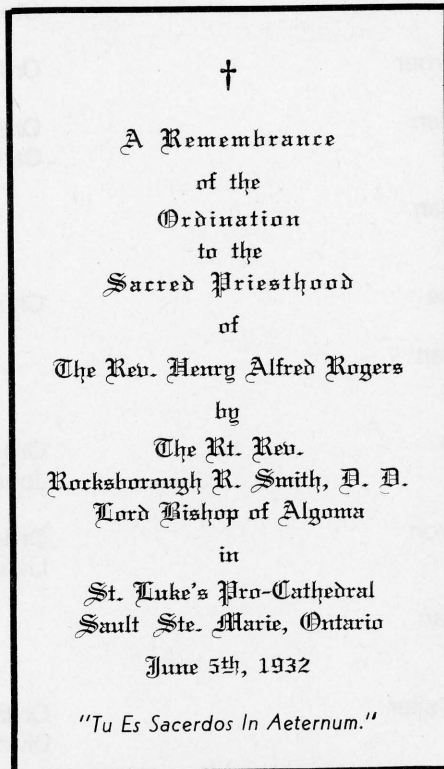 †
A Remembrance
of the
Ordination
to the
Sacred Priesthood
of
The Rev. Henry Alfred Rogers
by
The Rt. Rev.
Rocksborough R. Smith, D. D.
Lord Bishop of Algoma
in
St. Luke's Pro-Cathedral
Sault Ste. Marie, Ontario
June 5th, 1932
"Tu Es Sacerdos In Aeternum."